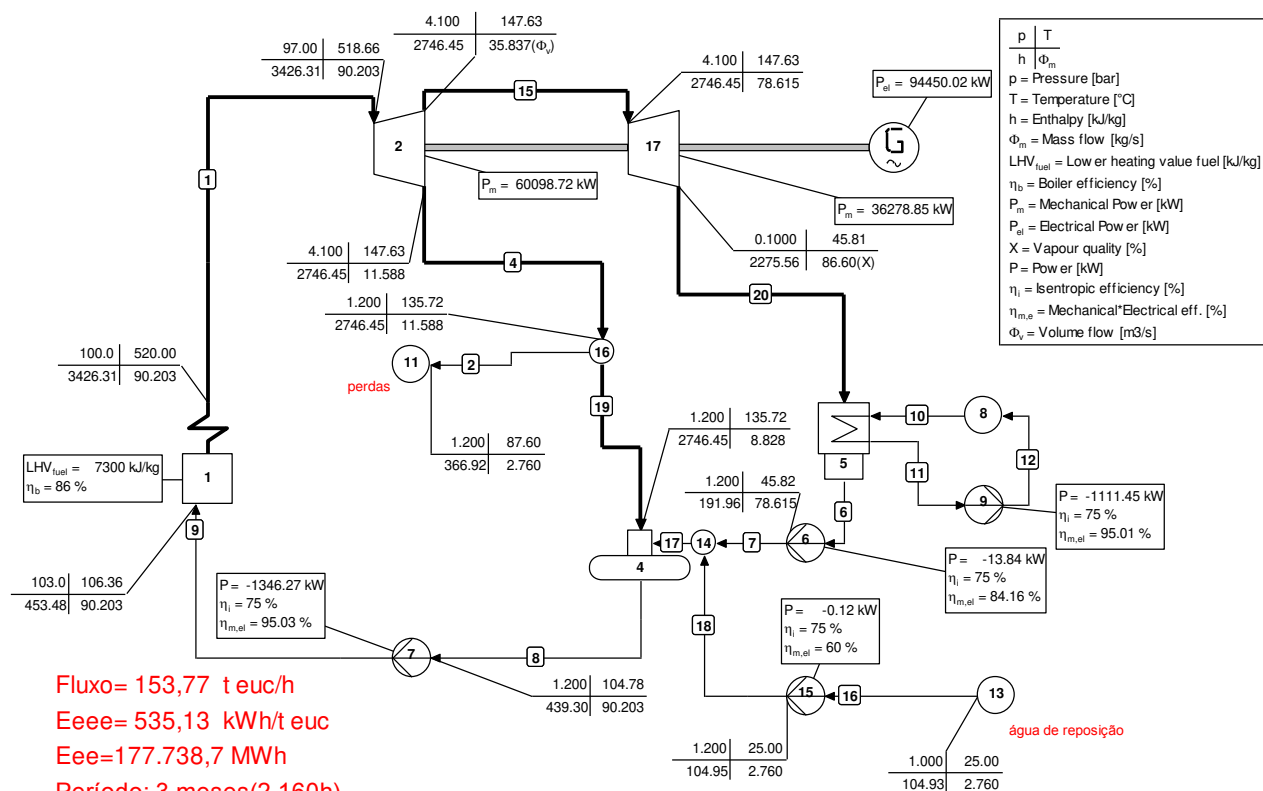 4.100 147.63
2746.45 35.837(Φv)
97.00 518.66
3426.31 90.203
4.100 147.63
2746.45 78.615
Pel = 94450.02 kW
p T
h Φm
p = Pressure [bar]
T = Temperature [°C]
h = Enthalpy [kJ/kg]
Φm = Mass flow [kg/s]
LHVfuel = Lower heating value fuel [kJ/kg]
ηb = Boiler efficiency [%]
Pm = Mechanical Power [kW]
Pel = Electrical Power [kW]
X = Vapour quality [%]
P = Power [kW]
ηi = Isentropic efficiency [%]
ηm,e = Mechanical*Electrical eff. [%]
Φv = Volume flow [m3/s]
15
2
17
G
~
1
Pm = 60098.72 kW
Pm = 36278.85 kW
4.100 147.63
2746.45 11.588
4
0.1000 45.81
2275.56 86.60(X)
20
1.200 135.72
2746.45 11.588
16
11
2
perdas
100.0 520.00
3426.31 90.203
19
10
8
1.200 87.60
366.92 2.760
1.200 135.72
2746.45 8.828
5
11
12
LHVfuel = 7300 kJ/kg
ηb = 86 %
1
9
1.200 45.82
191.96 78.615
6
9
P = -1111.45 kW
ηi = 75 %
ηm,el = 95.01 %
17
14
7
6
4
P = -13.84 kW
ηi = 75 %
ηm,el = 84.16 %
103.0 106.36
453.48 90.203
P = -1346.27 kW
ηi = 75 %
ηm,el = 95.03 %
18
P = -0.12 kW
ηi = 75 %
ηm,el = 60 %
7
8
1.200 104.78
439.30 90.203
15
16
13
água de reposição
1.200 25.00
104.95 2.760
1.000 25.00
104.93 2.760
Fluxo= 153,77 t euc/h
Eeee= 535,13 kWh/t euc
Eee=177.738,7 MWh
Período: 3 meses(2.160h)